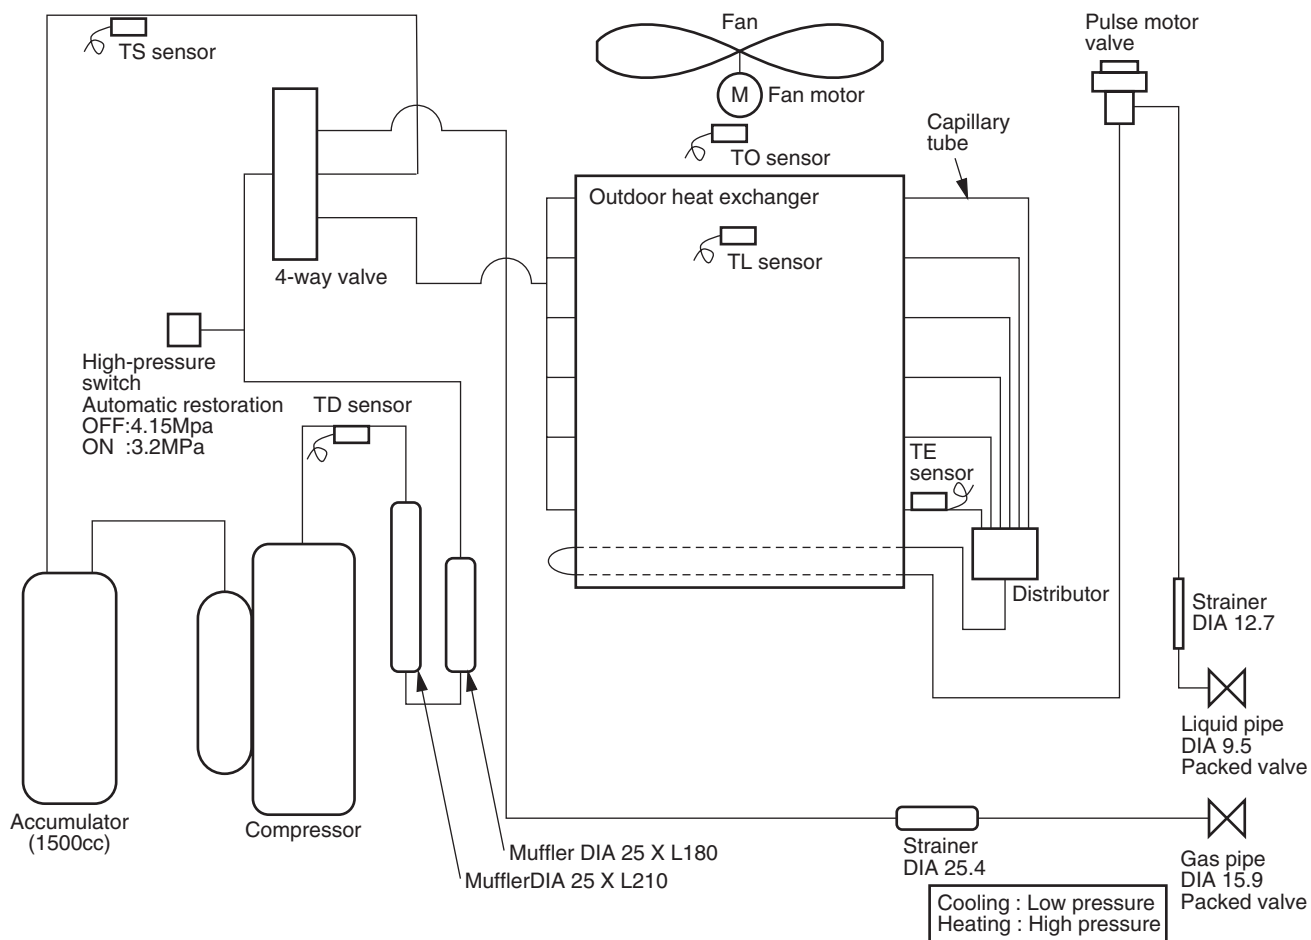 Fan
Pulse motor
valve
TS sensor
M
Fan motor
Capillary
tube
TO sensor
Outdoor heat exchanger
TL sensor
4-way valve
High-pressure
switch
Automatic restoration
OFF:4.15Mpa
ON  :3.2MPa
TD sensor
TE
sensor
Distributor
Strainer
DIA 12.7
Liquid pipe
DIA 9.5
Packed valve
Accumulator
(1500cc)
Compressor
Muffler DIA 25 X L180
MufflerDIA 25 X L210
Strainer
DIA 25.4
Gas pipe
DIA 15.9
Packed valve
Cooling : Low pressure
Heating : High pressure